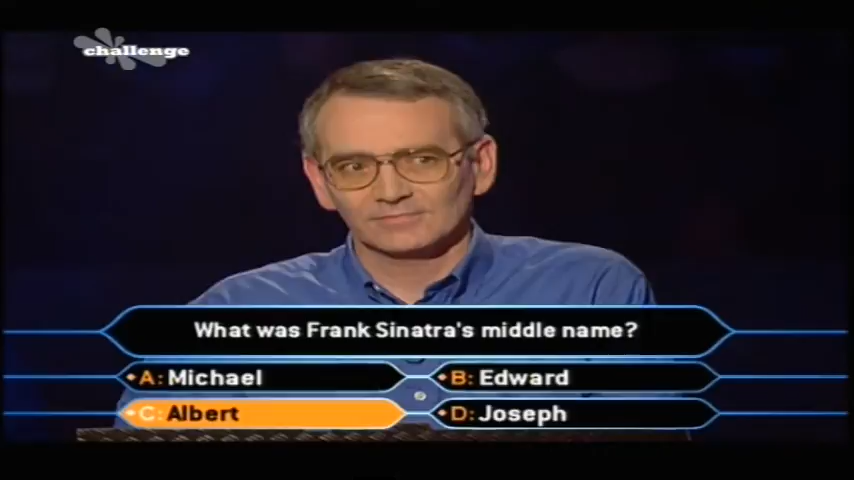 challenge
What was Frank Sinatra's middle name?
A: Michael
B: Edward
C: Albert
D: Joseph